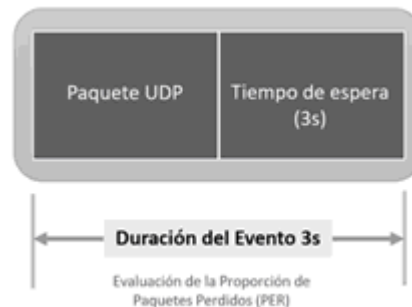 Paquete UDP
Tiempo de espera
(3s)
Duración del Evento 3s
Evaluación de la Proporción de
Paquetes Perdidos (PER)